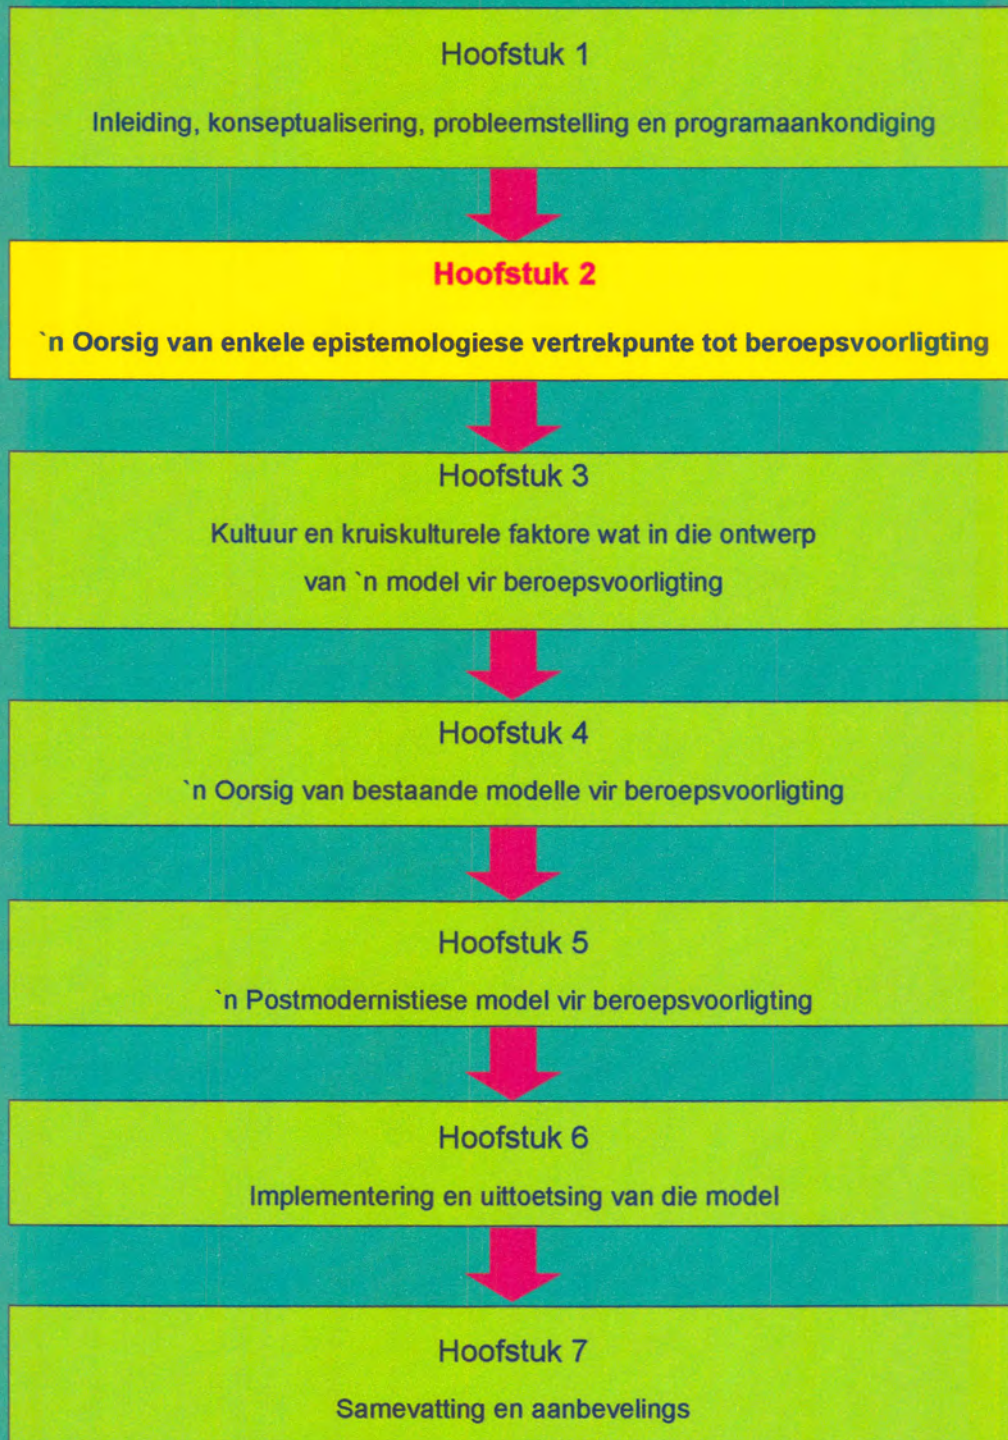 Hoofstuk 1
Inleiding, konseptualisering, probleemstelling en programaankondiging
Hoofstuk 2
`n Oorsig van enkele epistemologiese vertrekpunte tot beroepsvoorligting
Hoofstuk 3
Kultuur en kruiskulturele faktore wat in die ontwerp
van `n model vir beroepsvoorligting
Hoofstuk 4
`n Oorsig van bestaande modelle vir beroepsvoorligting
Hoofstuk 5
`n Postmodernistiese model vir beroepsvoorligting
Hoofstuk 6
Implementering en uittoetsing van die model
Hoofstuk 7
Samevatting en aanbevelings